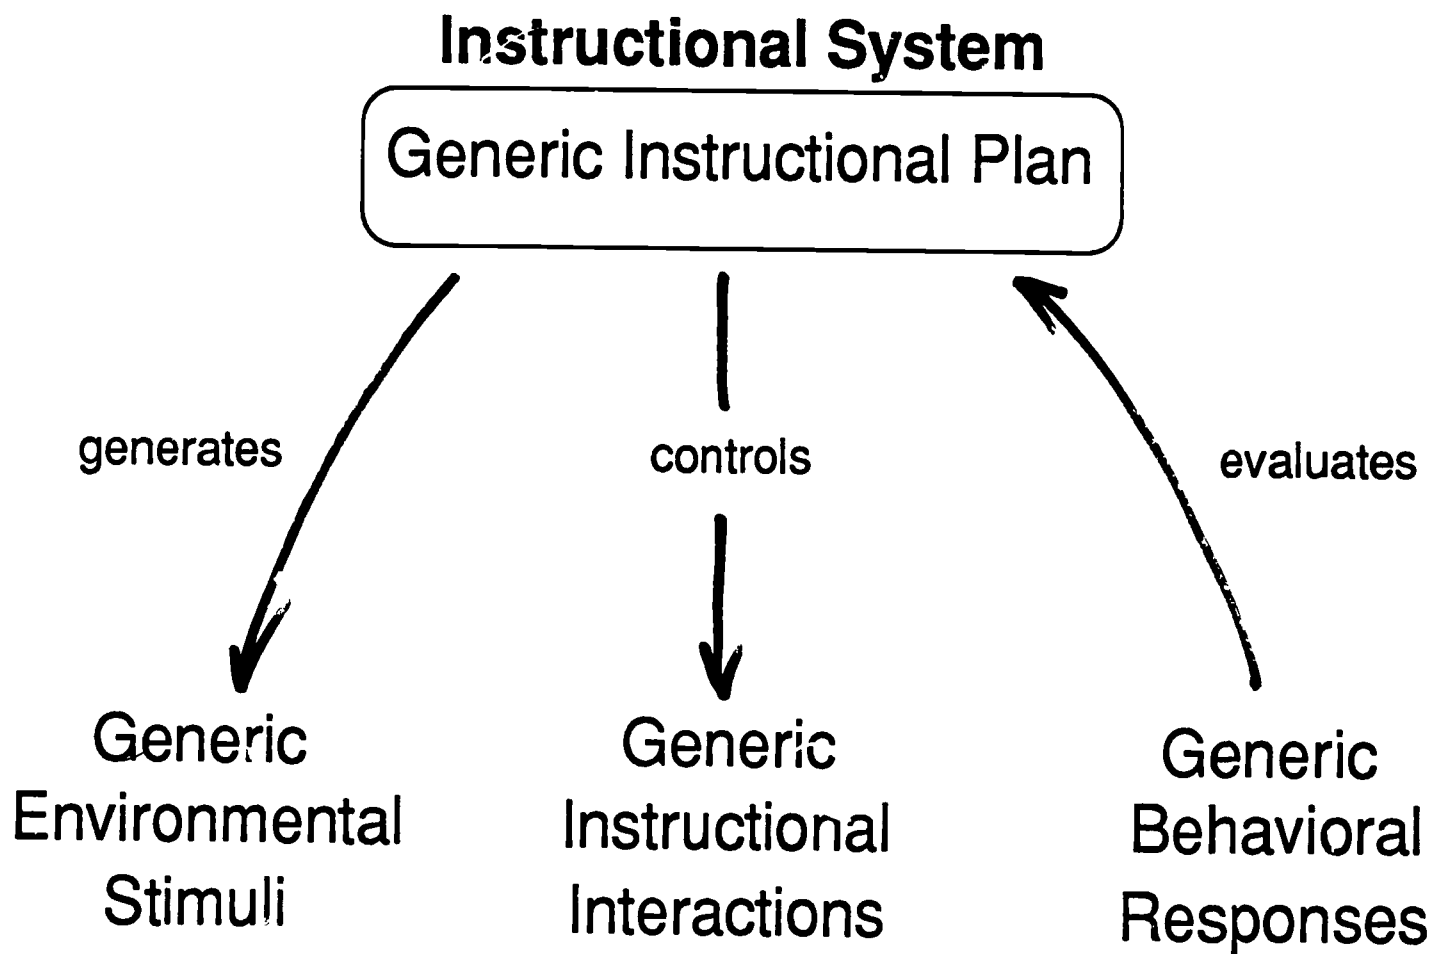 Instructional System
Generic Instructional Plan
generates
controls
evaluates
Generic
Environmental
Stimuli
Generic
Instructional
Interactions
Generic
Behavioral
Responses